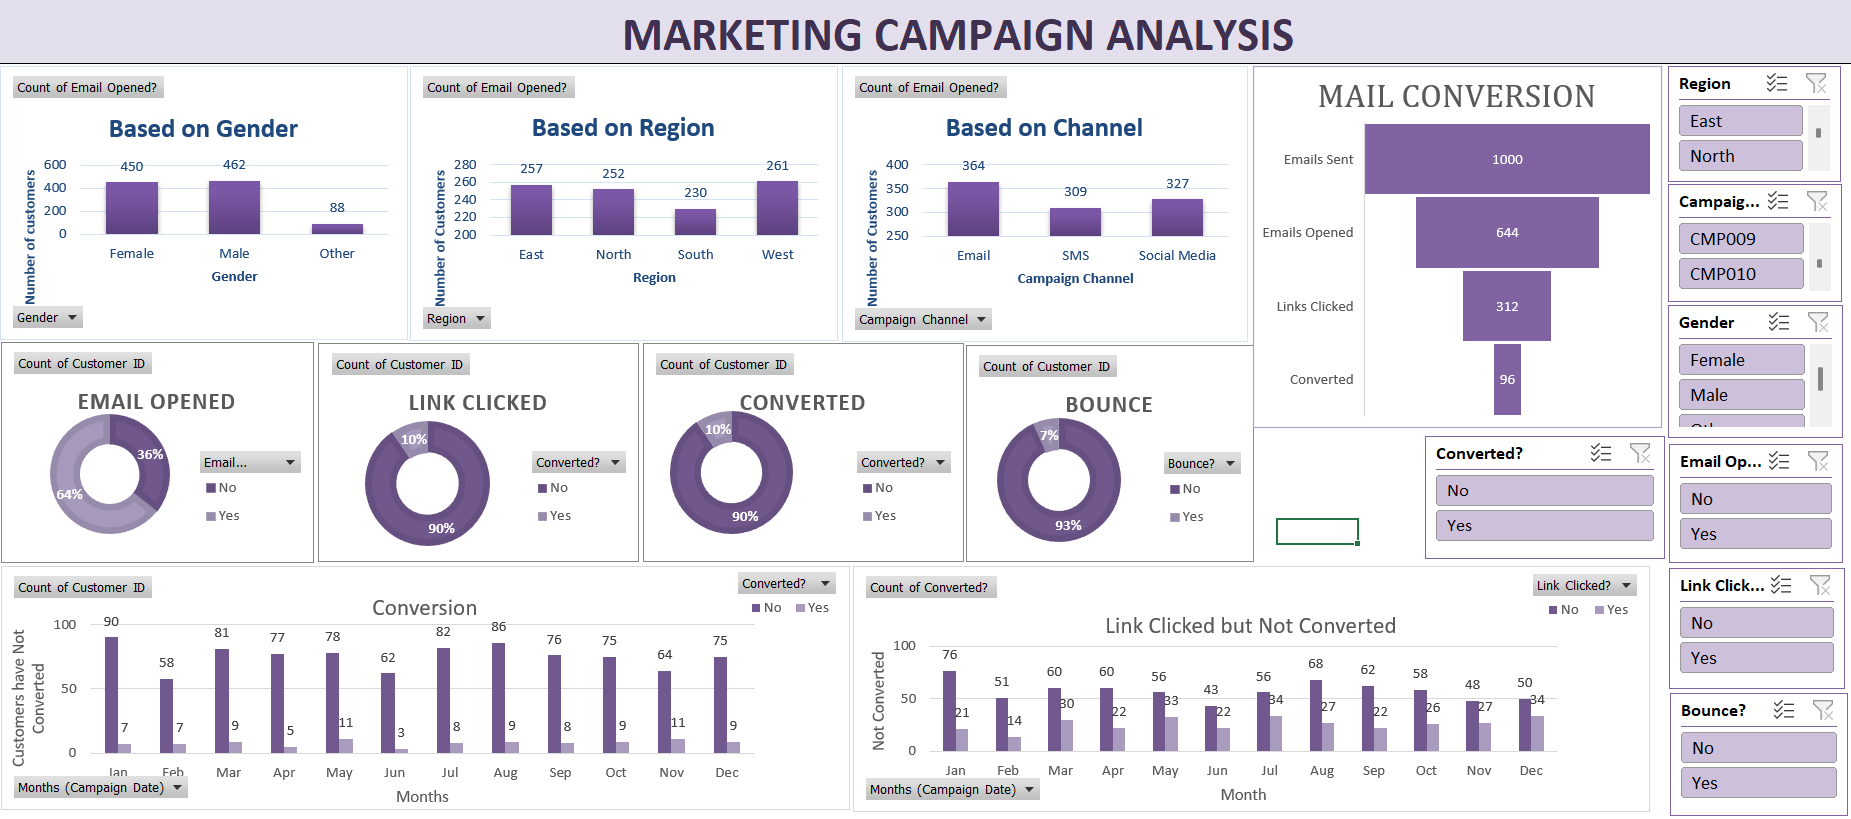 MARKETING CAMPAIGN ANALYSIS
Count of Email Opened?
Based on Gender
Number of customers
600
400
200
0
450
462
88
Female
Male
Other
Gender
Gender
Count of Email Opened?
Based on Region
Number of Customers
280
260
240
220
200
257
252
230
261
East
North
South
West
Region
Region
Count of Email Opened?
Based on Channel
Number of Customers
400
350
300
250
364
309
327
Email
SMS
Social Media
Campaign Channel
Campaign Channel
MAIL CONVERSION
Emails Sent
1000
Emails Opened
644
Links Clicked
312
Converted
96
Region
East
North
Campaig...
CMP009
CMP010
Gender
Female
Male
Count of Customer ID
EMAIL OPENED
36%
64%
Email...
No
Yes
Count of Customer ID
LINK CLICKED
10%
90%
Converted?
No
Yes
Count of Customer ID
CONVERTED
10%
90%
Converted?
No
Yes
Count of Customer ID
BOUNCE
7%
93%
Bounce?
No
Yes
Converted?
No
Yes
Email Op...
No
Yes
Link Click...
No
Yes
Bounce?
No
Yes
Count of Customer ID
Converted?
No Yes
Conversion
Customers have Not
Converted
100
50
0
90 58 81 77 78 62 82 86 76 75 64 75
7 7 9 5 11 3 8 9 8 9 11 9
Jan Feb Mar Apr May Jun Jul Aug Sep Oct Nov Dec
Months (Campaign Date)
Months
Count of Converted?
Link Clicked?
No Yes
Link Clicked but Not Converted
Not Converted
100
50
0
76 51 60 60 56 43 56 68 62 58 48 50
21 14 30 22 33 22 34 27 22 26 27 34
Jan Feb Mar Apr May Jun Jul Aug Sep Oct Nov Dec
Months (Campaign Date)
Month